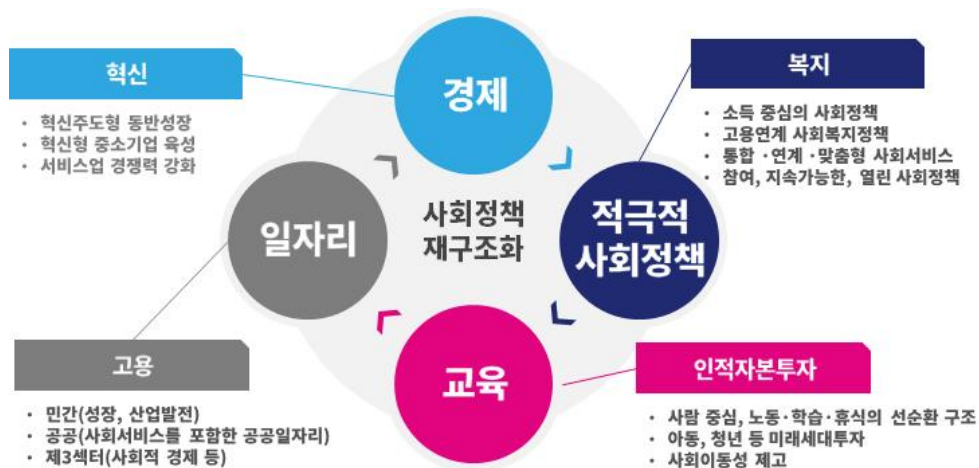 혁신
· 혁신주도형 동반성장
· 혁신형 중소기업 육성
· 서비스업 경쟁력 강화
경제
복지
· 소득 중심의 사회정책
· 고용연계 사회복지정책
· 통합 ·연계 ·맞춤형 사회서비스
· 참여, 지속가능한, 열린 사회정책
일자리
사회정책
재구조화
적극적
사회정책
고용
· 민간(성장, 산업발전)
· 공공(사회서비스를 포함한 공공일자리)
· 제3섹터(사회적 경제 등)
교육
인적자본투자
· 사람 중심, 노동·학습·휴식의 선순환 구조
· 아동, 청년 등 미래세대투자
· 사회이동성 제고